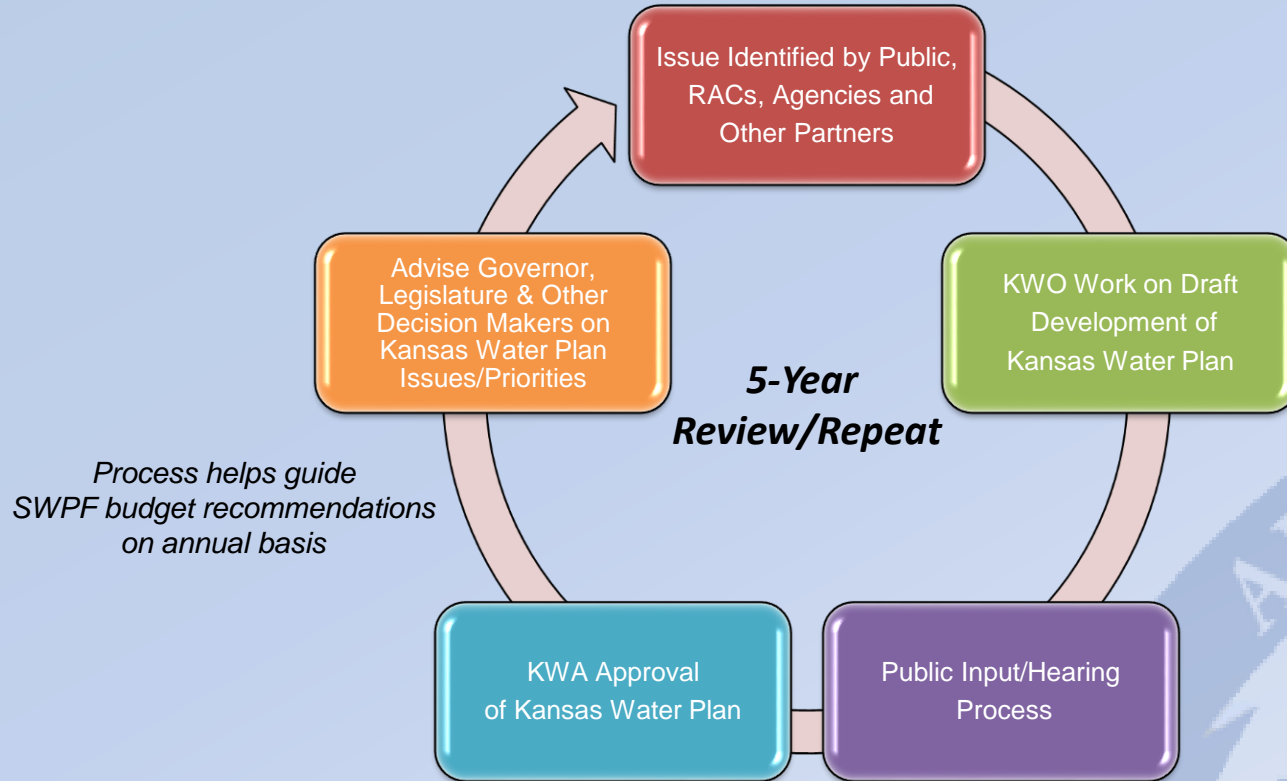 Issue Identified by Public,
RACs, Agencies and
Other Partners
KWO Work on Draft
Development of
Kansas Water Plan
Public Input/Hearing
Process
KWA Approval
of Kansas Water Plan
Advise Governor,
Legislature & Other
Decision Makers on
Kansas Water Plan
Issues/Priorities
5-Year
Review/Repeat
Process helps guide
SWPF budget recommendations
on annual basis